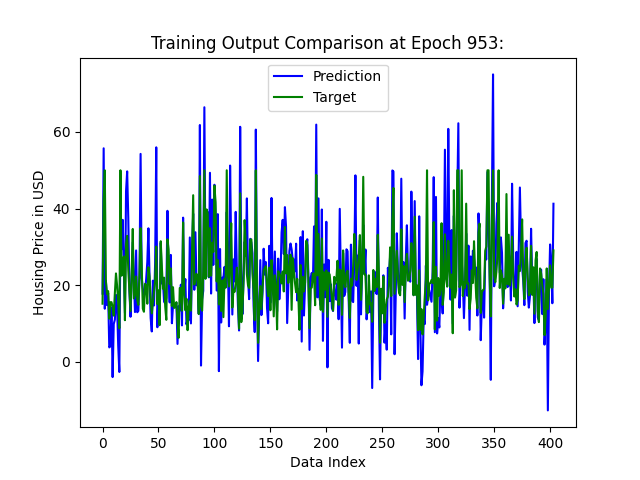 Training Output Comparison at Epoch 953:
Prediction
Target
Housing Price in USD
60
40
20
0
0 50 100 150 200 250 300 350 400
Data Index